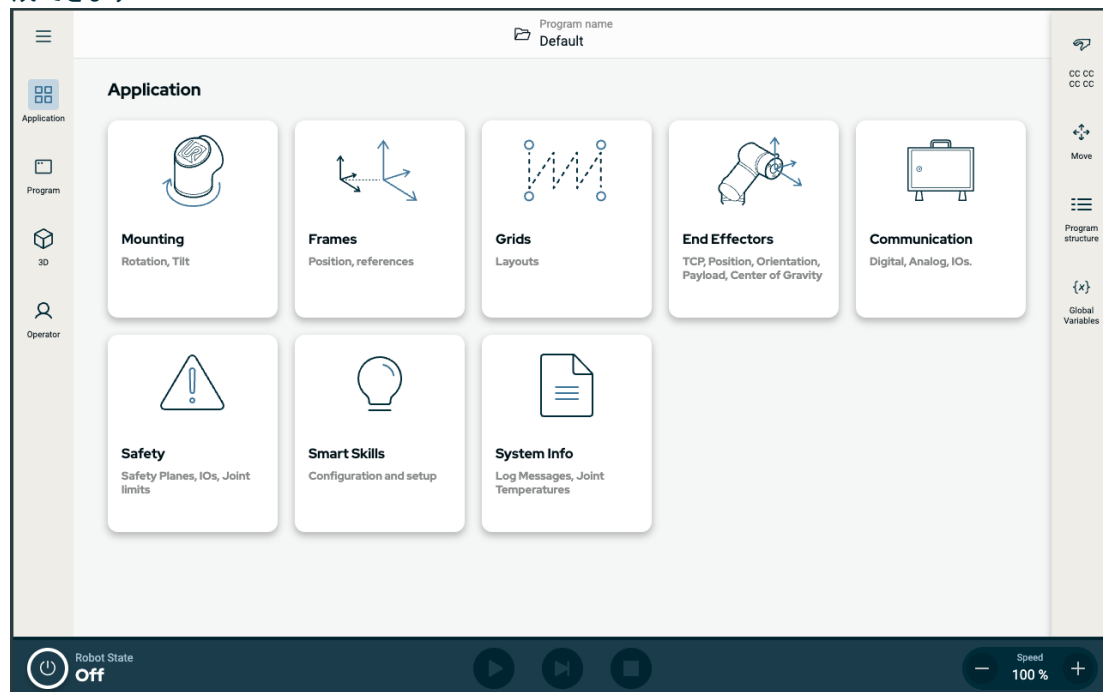 Program name
Default
Application
Application
Program
3D
Operator
Mounting
Rotation, Tilt
Frames
Position, references
Grids
Layouts
End Effectors
TCP, Position, Orientation,
Payload, Center of Gravity
Communication
Digital, Analog, IOs.
Safety
Safety Planes, IOs, Joint
limits
Smart Skills
Configuration and setup
System Info
Log Messages, Joint
Temperatures
CC CC
CC CC
Move
Program
structure
{x}
Global
Variables
Robot State
Off
Speed
100 %